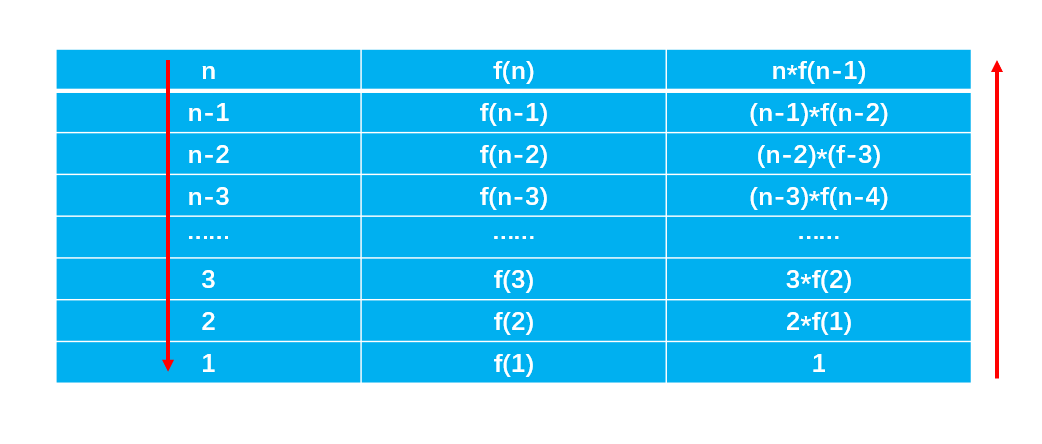 n f(n) n*f(n-1)
n-1 f(n-1) (n-1)*f(n-2)
n-2 f(n-2) (n-2)*(f-3)
n-3 f(n-3) (n-3)*f(n-4)
…… …… ……
3 f(3) 3*f(2)
2 f(2) 2*f(1)
1 f(1) 1